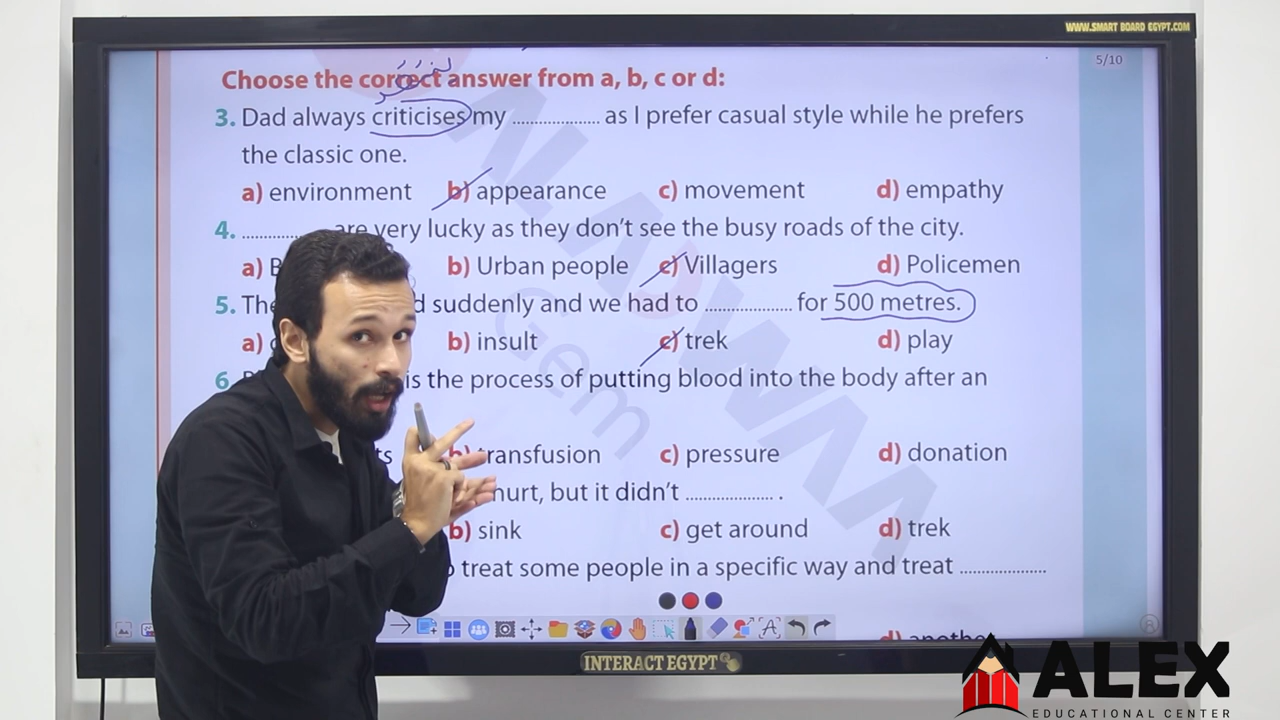 WWW.SMART BOARD EGYPT.COM
5/10
Choose the correct answer from a, b, c or d:
3. Dad always criticises my .................. as I prefer casual style while he prefers
the classic one.
a) environment b) appearance c) movement d) empathy
4. .................. are very lucky as they don't see the busy roads of the city.
a) b) Urban people c) Villagers d) Policemen
5. suddenly and we had to .................. for 500 metres.
a) b) insult c) trek d) play
6. is the process of putting blood into the body after an
b) transfusion c) pressure d) donation
hurt, but it didn't .................. .
b) sink c) get around d) trek
treat some people in a specific way and treat ..................
d)
ALADWAA
Gem
INTERACT EGYPT
ALEX
EDUCATIONAL CENTER